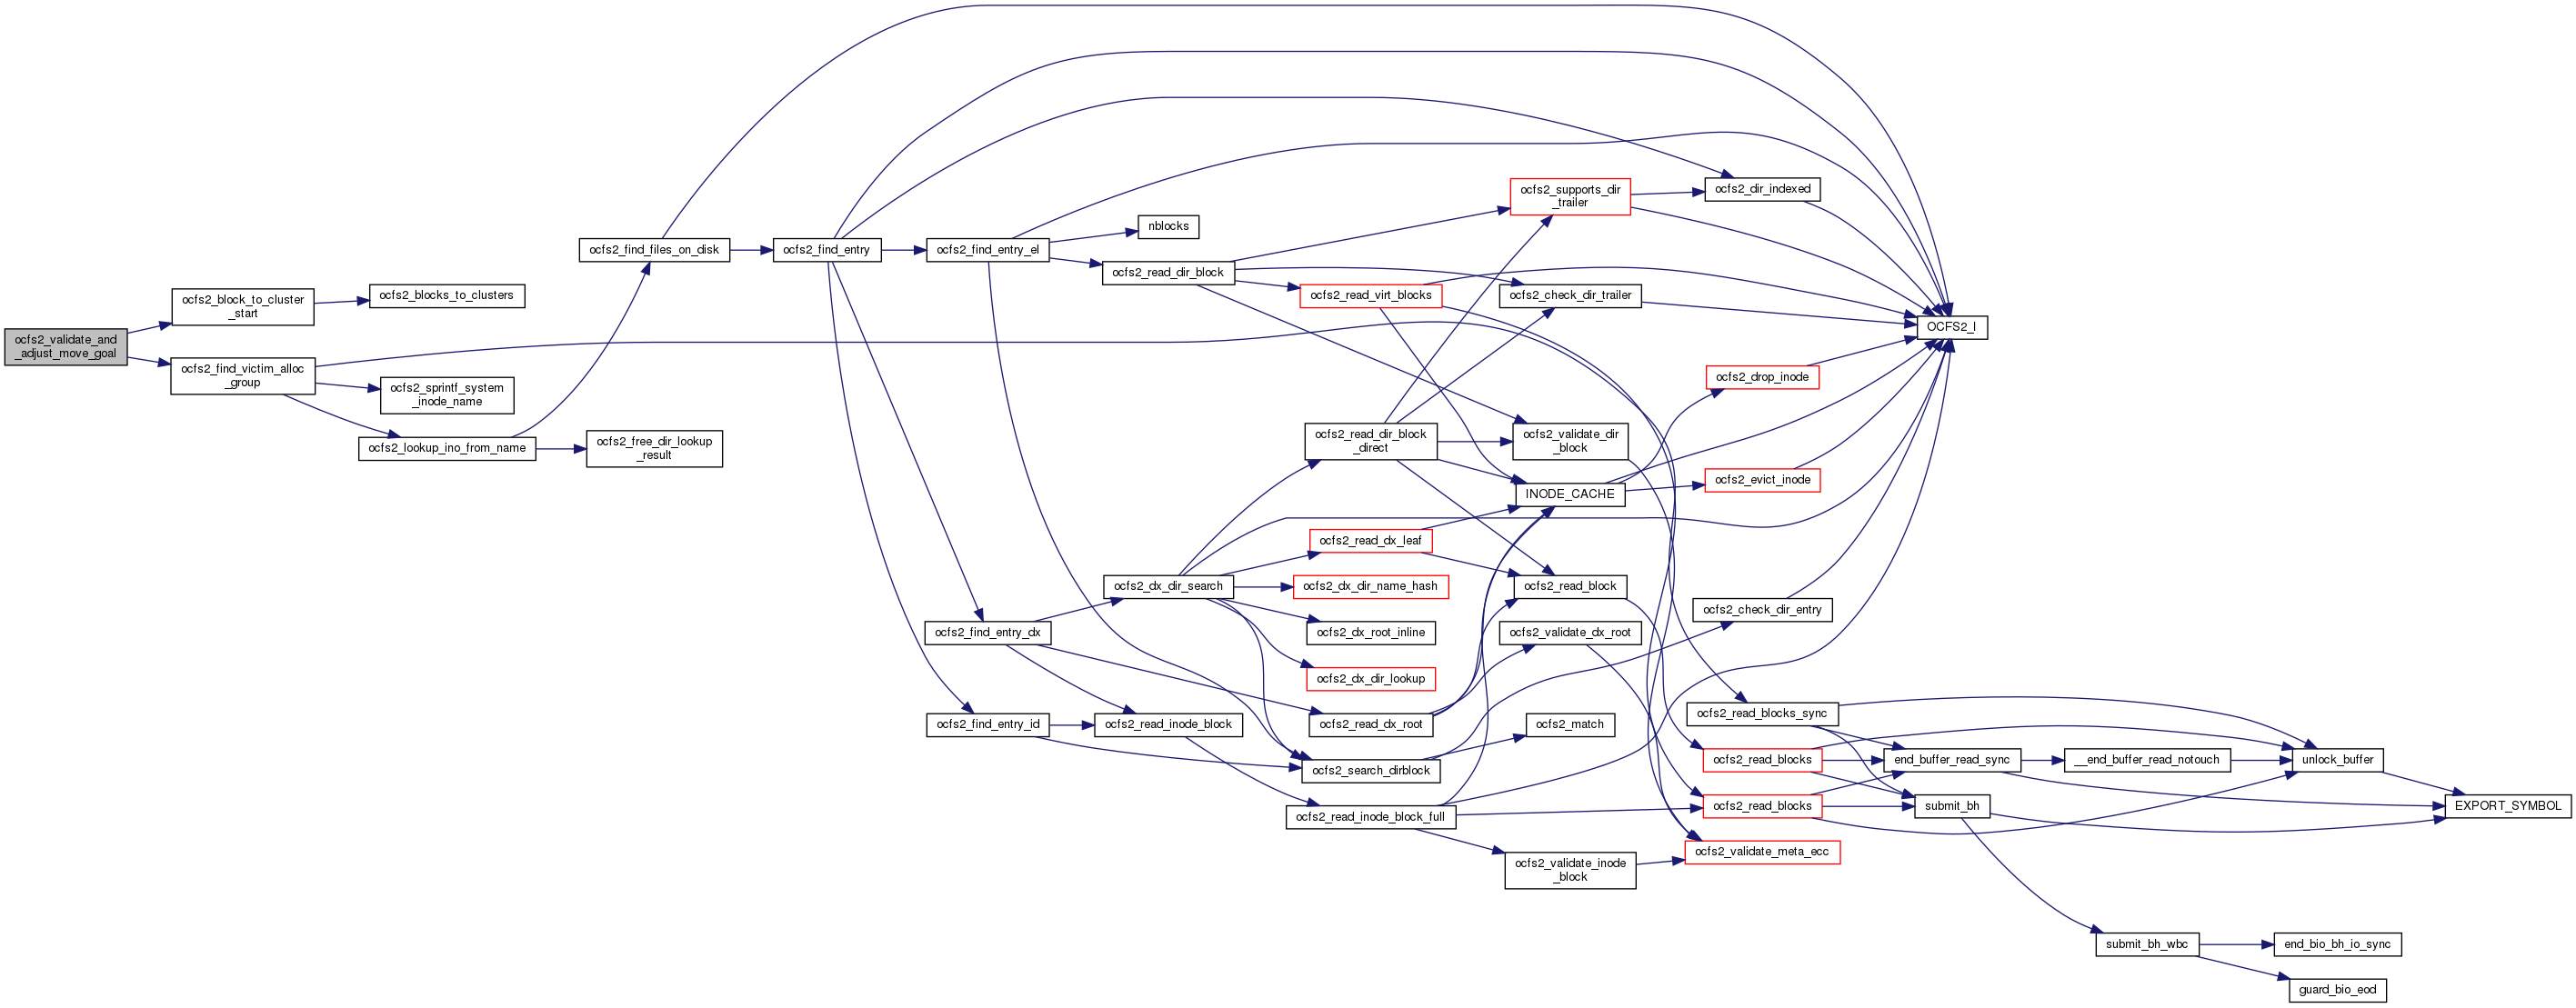 ocfs2_validate_and
_adjust_move_goal
ocfs2_block_to_cluster
_start
ocfs2_blocks_to_clusters
ocfs2_find_victim_alloc
_group
ocfs2_sprintf_system
_inode_name
ocfs2_lookup_ino_from_name
ocfs2_free_dir_lookup
_result
ocfs2_find_files_on_disk
ocfs2_find_entry
ocfs2_find_entry_el
nblocks
ocfs2_read_dir_block
ocfs2_supports_dir
_trailer
ocfs2_dir_indexed
ocfs2_read_virt_blocks
ocfs2_check_dir_trailer
OCFS2_I
ocfs2_drop_inode
ocfs2_read_dir_block
_direct
ocfs2_validate_dir
_block
INODE_CACHE
ocfs2_evict_inode
ocfs2_read_dx_leaf
ocfs2_dx_dir_search
ocfs2_dx_dir_name_hash
ocfs2_read_block
ocfs2_check_dir_entry
ocfs2_find_entry_dx
ocfs2_dx_root_inline
ocfs2_validate_dx_root
ocfs2_dx_dir_lookup
ocfs2_find_entry_id
ocfs2_read_inode_block
ocfs2_read_dx_root
ocfs2_match
ocfs2_read_blocks_sync
ocfs2_search_dirblock
ocfs2_read_blocks
end_buffer_read_sync
__end_buffer_read_notouch
unlock_buffer
ocfs2_read_inode_block_full
ocfs2_read_blocks
submit_bh
EXPORT_SYMBOL
ocfs2_validate_inode
_block
ocfs2_validate_meta_ecc
submit_bh_wbc
end_bio_bh_io_sync
guard_bio_eod